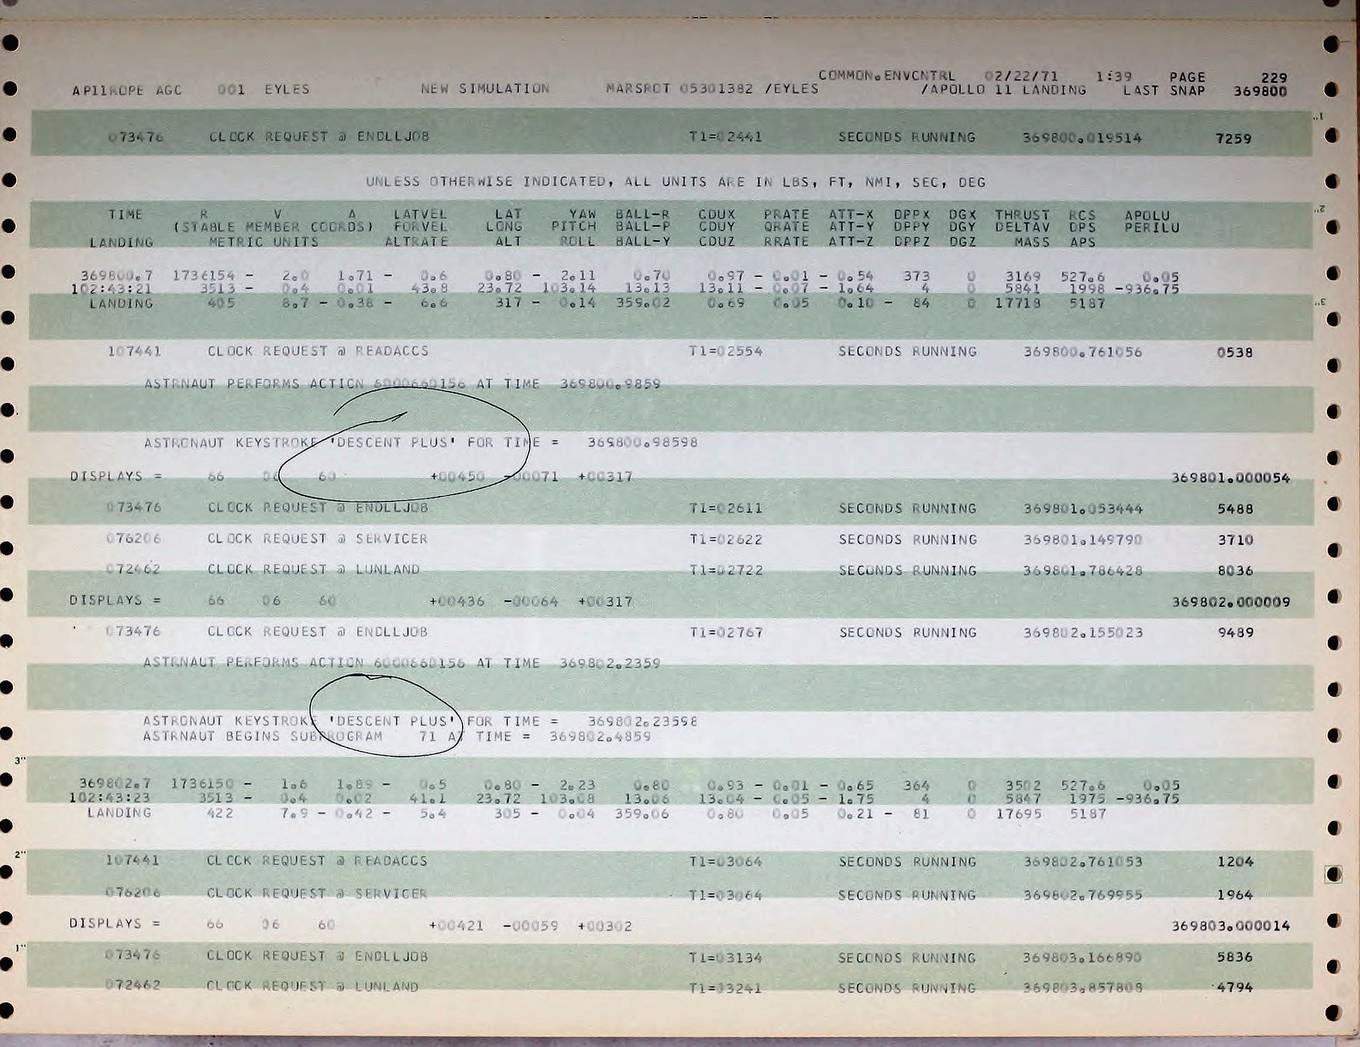 COMMON.ENVCNTRL 02/22/71 1:39 PAGE 229
AP11ROPE AGC 001 EYLES NEW SIMULATION MARSROT 05301382 /EYLES /APOLLO 11 LANDING LAST SNAP 369800
073476 CLOCK REQUEST @ ENDLLJOB T1=02441 SECONDS RUNNING 369800.019514 7259
UNLESS OTHERWISE INDICATED, ALL UNITS ARE IN LBS, FT, NMI, SEC, DEG
TIME R V A LATVEL LAT YAW BALL-R CDUX PRATE ATT-X DPPX DGX THRUST RCS APOLU
(STABLE MEMBER COORDS) FORVEL LONG PITCH BALL-P CDUY QRATE ATT-Y DPPY DGY DELTAV DPS PERILU
LANDING METRIC UNITS ALTRATE ALT ROLL BALL-Y CDUZ RRATE ATT-Z DPPZ DGZ MASS APS
369800.7 1736154 - 2.0 1.71 - 0.6 0.80 - 2.11 0.70 0.97 - 0.01 - 0.54 373 0 3169 527.6 0.05
102:43:21 3513 - 0.4 0.01 43.8 23.72 103.14 13.13 13.11 - 0.07 - 1.64 4 0 5841 1998 -936.75
LANDING 405 8.7 - 0.38 - 6.6 317 - 0.14 359.02 0.69 0.05 0.10 - 84 0 17718 5187
107441 CLOCK REQUEST @ READACCS T1=02554 SECONDS RUNNING 369800.761056 0538
ASTRNAUT PERFORMS ACTION 6000660156 AT TIME 369800.9859
ASTRONAUT KEYSTROKE 'DESCENT PLUS' FOR TIME = 369800.98598
DISPLAYS = 66 06 60 +00450 -00071 +00317 369801.000054
073476 CLOCK REQUEST @ ENDLLJOB T1=02611 SECONDS RUNNING 369801.053444 5488
076206 CLOCK REQUEST @ SERVICER T1=02622 SECONDS RUNNING 369801.149790 3710
072462 CLOCK REQUEST @ LUNLAND T1=02722 SECONDS RUNNING 369801.786428 8036
DISPLAYS = 66 06 60 +00436 -00064 +00317 369802.000009
073476 CLOCK REQUEST @ ENDLLJOB T1=02767 SECONDS RUNNING 369802.155023 9489
ASTRNAUT PERFORMS ACTION 6000660156 AT TIME 369802.2359
ASTRONAUT KEYSTROKE 'DESCENT PLUS' FOR TIME = 369802.23598
ASTRNAUT BEGINS SUBPROGRAM 71 AT TIME = 369802.4859
369802.7 1736150 - 1.6 1.89 - 0.5 0.80 - 2.23 0.80 0.93 - 0.01 - 0.65 364 0 3502 527.6 0.05
102:43:23 3513 - 0.4 0.02 41.1 23.72 103.08 13.06 13.04 - 0.05 - 1.75 4 0 5847 1975 -936.75
LANDING 422 7.9 - 0.42 - 5.4 305 - 0.04 359.06 0.80 0.05 0.21 - 81 0 17695 5187
107441 CLOCK REQUEST @ READACCS T1=03064 SECONDS RUNNING 369802.761053 1204
076206 CLOCK REQUEST @ SERVICER T1=03064 SECONDS RUNNING 369802.769955 1964
DISPLAYS = 66 06 60 +00421 -00059 +00302 369803.000014
073476 CLOCK REQUEST @ ENDLLJOB T1=03134 SECONDS RUNNING 369803.166890 5836
072462 CLOCK REQUEST @ LUNLAND T1=03241 SECONDS RUNNING 369803.857808 4794
1"
2"
3"
3"
2"
1"